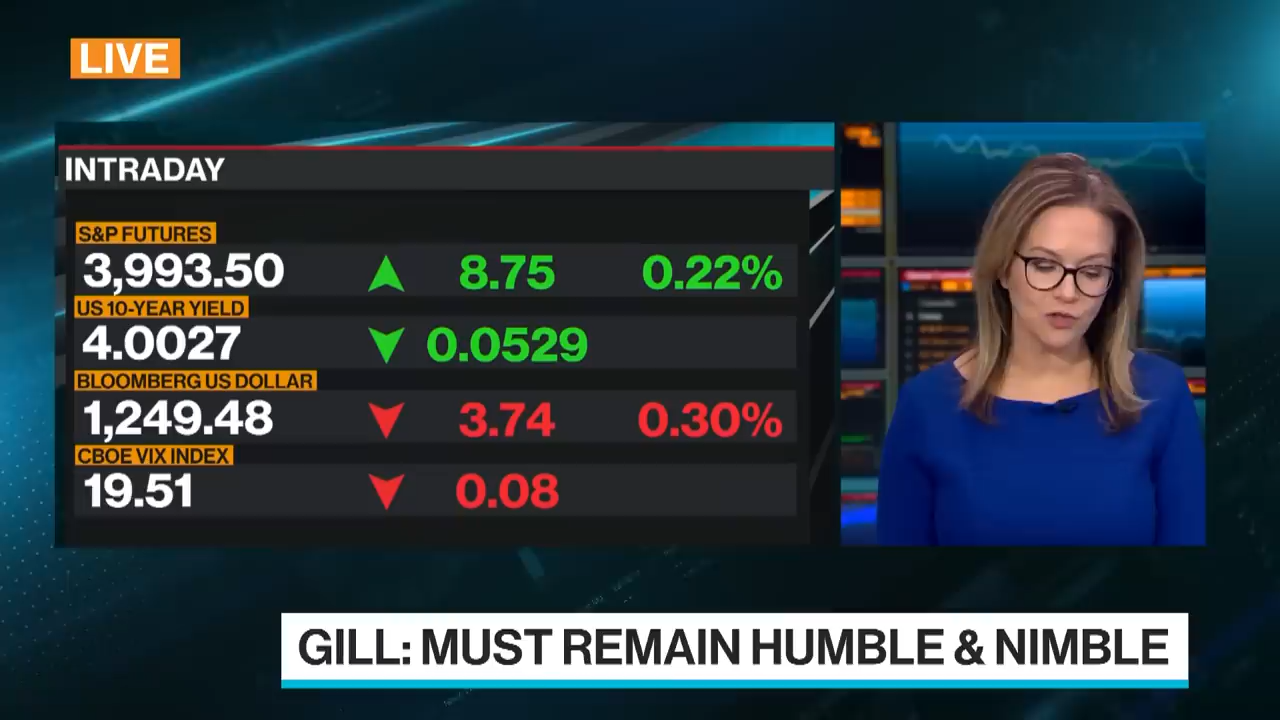 LIVE
INTRADAY
S&P FUTURES
3,993.50 ▲ 8.75 0.22%
US 10-YEAR YIELD
4.0027 ▼ 0.0529
BLOOMBERG US DOLLAR
1,249.48 ▼ 3.74 0.30%
CBOE VIX INDEX
19.51 ▼ 0.08
GILL: MUST REMAIN HUMBLE & NIMBLE